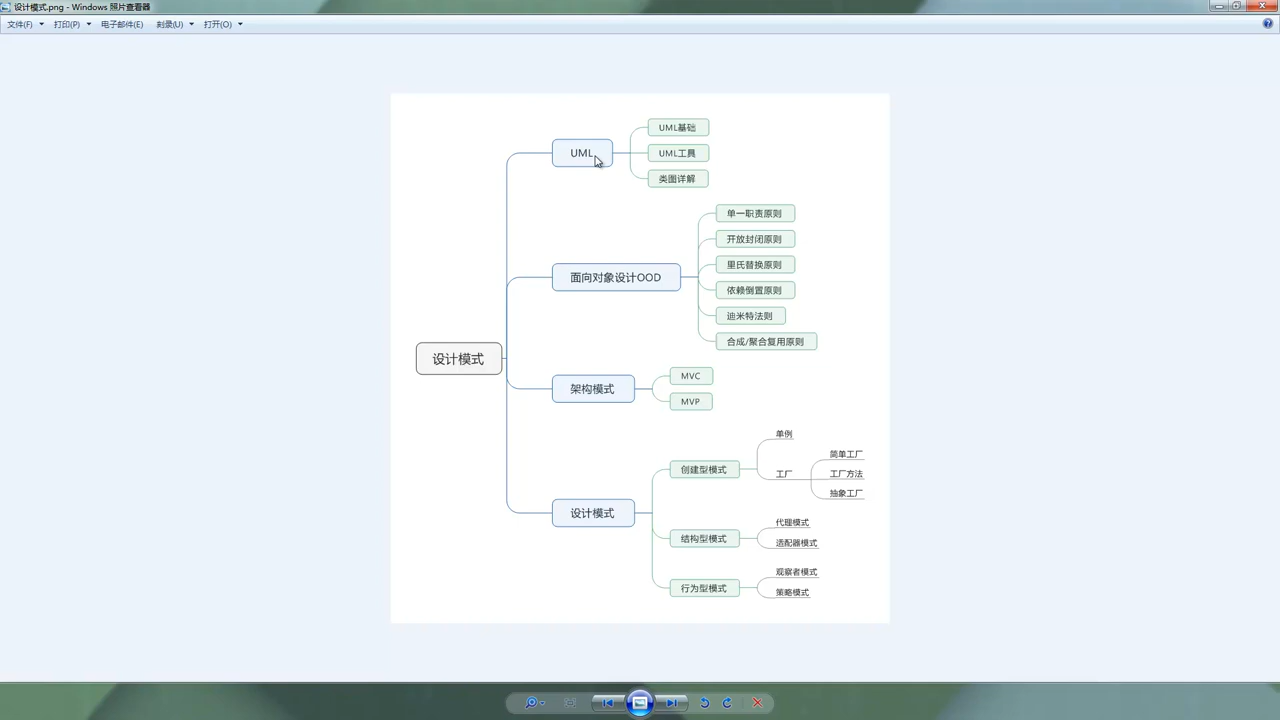 设计模式.png - Windows 照片查看器
文件(F) 打印(P) 电子邮件(E) 刻录(U) 打开(O)
UML
UML基础
UML工具
类图详解
面向对象设计OOD
单一职责原则
开放封闭原则
里氏替换原则
依赖倒置原则
迪米特法则
合成/聚合复用原则
设计模式
架构模式
MVC
MVP
设计模式
创建型模式
单例
工厂
简单工厂
工厂方法
抽象工厂
结构型模式
代理模式
适配器模式
行为型模式
观察者模式
策略模式